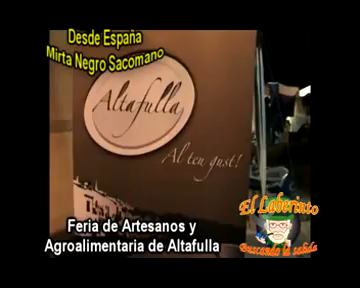 Desde España
Mirta Negro Sacomano
Altafulla
Al teu gust!
Feria de Artesanos y
Agroalimentaria de Altafulla
El Laberinto
Buscando la salida